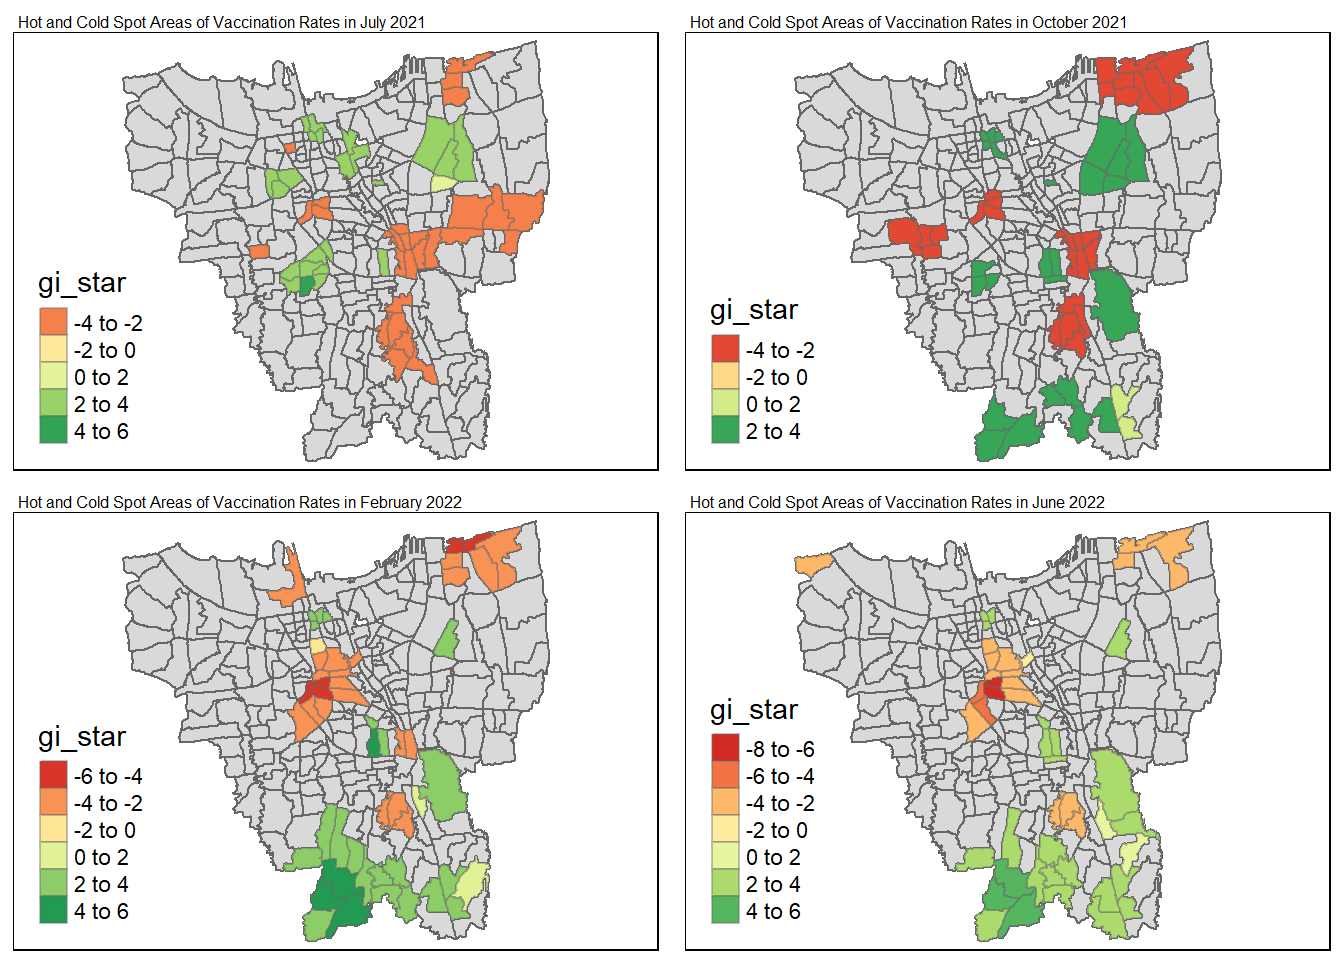 Hot and Cold Spot Areas of Vaccination Rates in July 2021
gi_star
-4 to -2
-2 to 0
0 to 2
2 to 4
4 to 6
Hot and Cold Spot Areas of Vaccination Rates in October 2021
gi_star
-4 to -2
-2 to 0
0 to 2
2 to 4
Hot and Cold Spot Areas of Vaccination Rates in February 2022
gi_star
-6 to -4
-4 to -2
-2 to 0
0 to 2
2 to 4
4 to 6
Hot and Cold Spot Areas of Vaccination Rates in June 2022
gi_star
-8 to -6
-6 to -4
-4 to -2
-2 to 0
0 to 2
2 to 4
4 to 6